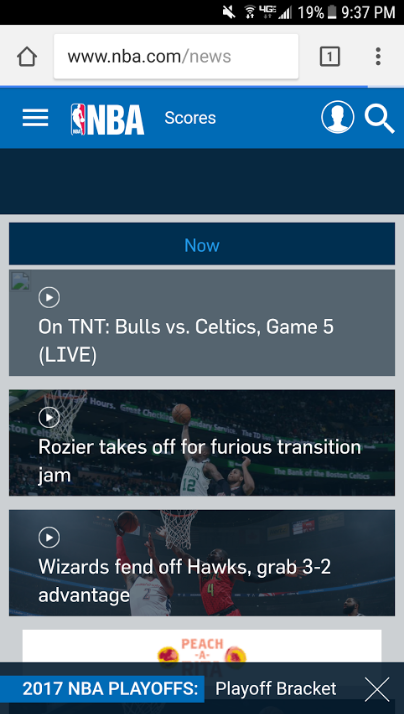 4G 19% 9:37 PM
www.nba.com/news 1
NBA Scores
Now
On TNT: Bulls vs. Celtics, Game 5
(LIVE)
Rozier takes off for furious transition
jam
Wizards fend off Hawks, grab 3-2
advantage
PEACH
-A-
RITA
2017 NBA PLAYOFFS: Playoff Bracket